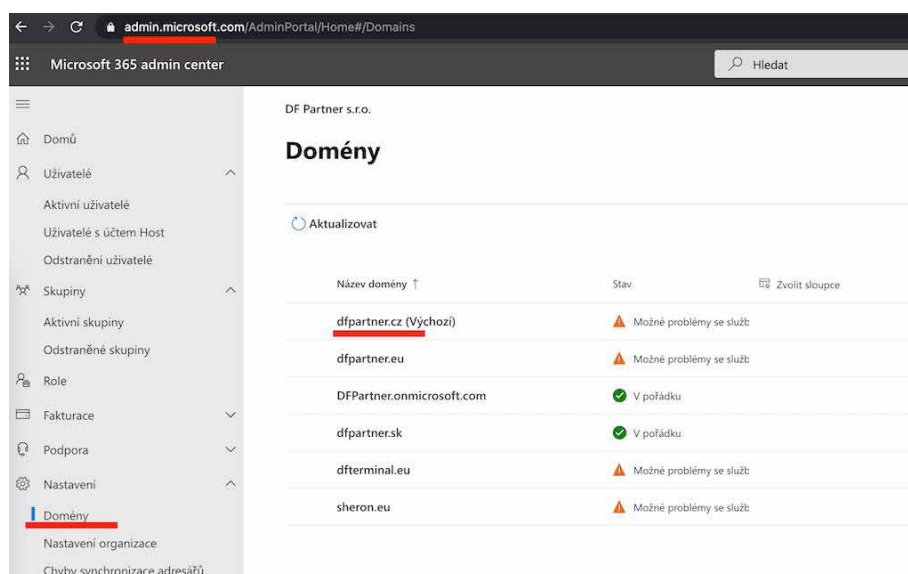 admin.microsoft.com/AdminPortal/Home#/Domains
Microsoft 365 admin center
Hledat
DF Partner s.r.o.
Domů
Domény
Uživatelé
Aktivní uživatelé
Aktualizovat
Uživatelé s účtem Host
Odstranění uživatelé
Skupiny
Název domény ↑ Stav Zvolit sloupce
Aktivní skupiny
dfpartner.cz (Výchozí) Možné problémy se služb
Odstraněné skupiny
dfpartner.eu Možné problémy se služb
Role
DFPartner.onmicrosoft.com V pořádku
Fakturace
dfpartner.sk V pořádku
Podpora
dfterminal.eu Možné problémy se služb
Nastavení
sheron.eu Možné problémy se služb
Domény
Nastavení organizace
Chyby synchronizace adresářů